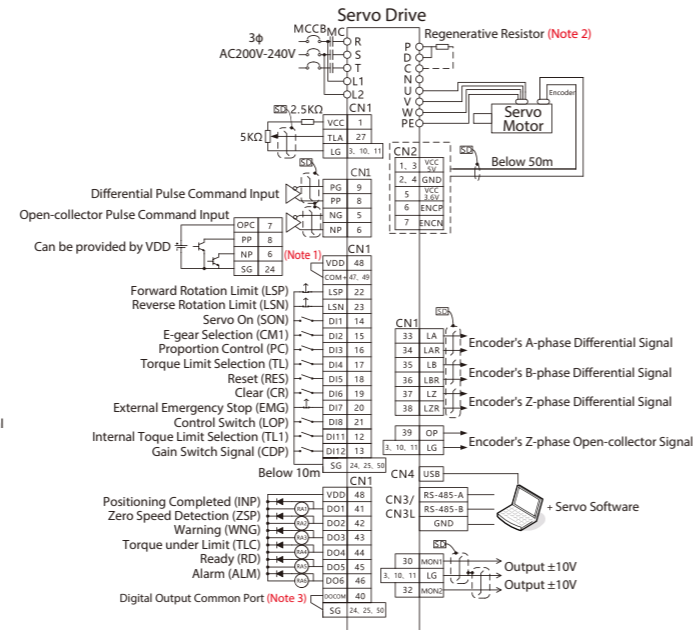 Servo Drive
MCCB MC
3ϕ
AC200V-240V
R
S
T
L1
L2
Regenerative Resistor (Note 2)
P
D
C
N
U
V
W
PE
Encoder
Servo
Motor
CN1
SD 2.5KΩ
5KΩ
VCC 1
TLA 27
LG 3, 10, 11
CN2
SD
Below 50m
1, 3 VCC 5V
2, 4 GND
5 VCC 3.6V
6 ENCP
7 ENCN
SD
CN1
Differential Pulse Command Input
PG 9
PP 8
Open-collector Pulse Command Input
NG 5
NP 6
Can be provided by VDD
OPC 7
PP 8
NP 6
SG 24
(Note 1)
CN1
VDD 48
COM+ 47, 49
Forward Rotation Limit (LSP) LSP 22
Reverse Rotation Limit (LSN) LSN 23
Servo On (SON) DI1 14
E-gear Selection (CM1) DI2 15
Proportion Control (PC) DI3 16
Torque Limit Selection (TL) DI4 17
Reset (RES) DI5 18
Clear (CR) DI6 19
External Emergency Stop (EMG) DI7 20
Control Switch (LOP) DI8 21
Internal Toque Limit Selection (TL1) DI11 12
Gain Switch Signal (CDP) DI12 13
Below 10m SG 24, 25, 50
CN1
SD
33 LA
34 LAR
Encoder's A-phase Differential Signal
35 LB
36 LBR
Encoder's B-phase Differential Signal
37 LZ
38 LZR
Encoder's Z-phase Differential Signal
39 OP
3, 10, 11 LG
Encoder's Z-phase Open-collector Signal
CN4 USB
CN3/
CN3L
RS-485-A
RS-485-B
GND
+ Servo Software
CN1
VDD 48
Positioning Completed (INP) RA1 DO1 41
Zero Speed Detection (ZSP) RA2 DO2 42
Warning (WNG) RA3 DO3 43
Torque under Limit (TLC) RA4 DO4 44
Ready (RD) RA5 DO5 45
Alarm (ALM) RA6 DO6 46
Digital Output Common Port (Note 3) DOCOM 40
SG 24, 25, 50
SD
30 MON1
3, 10, 11 LG
32 MON2
Output ±10V
Output ±10V